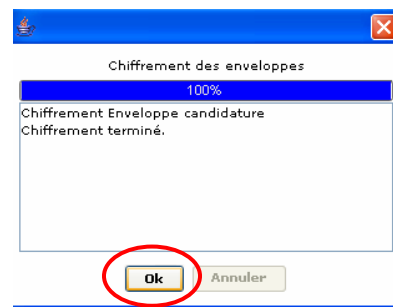 Chiffrement des enveloppes
100%
Chiffrement Enveloppe candidature
Chiffrement terminé.
Ok Annuler